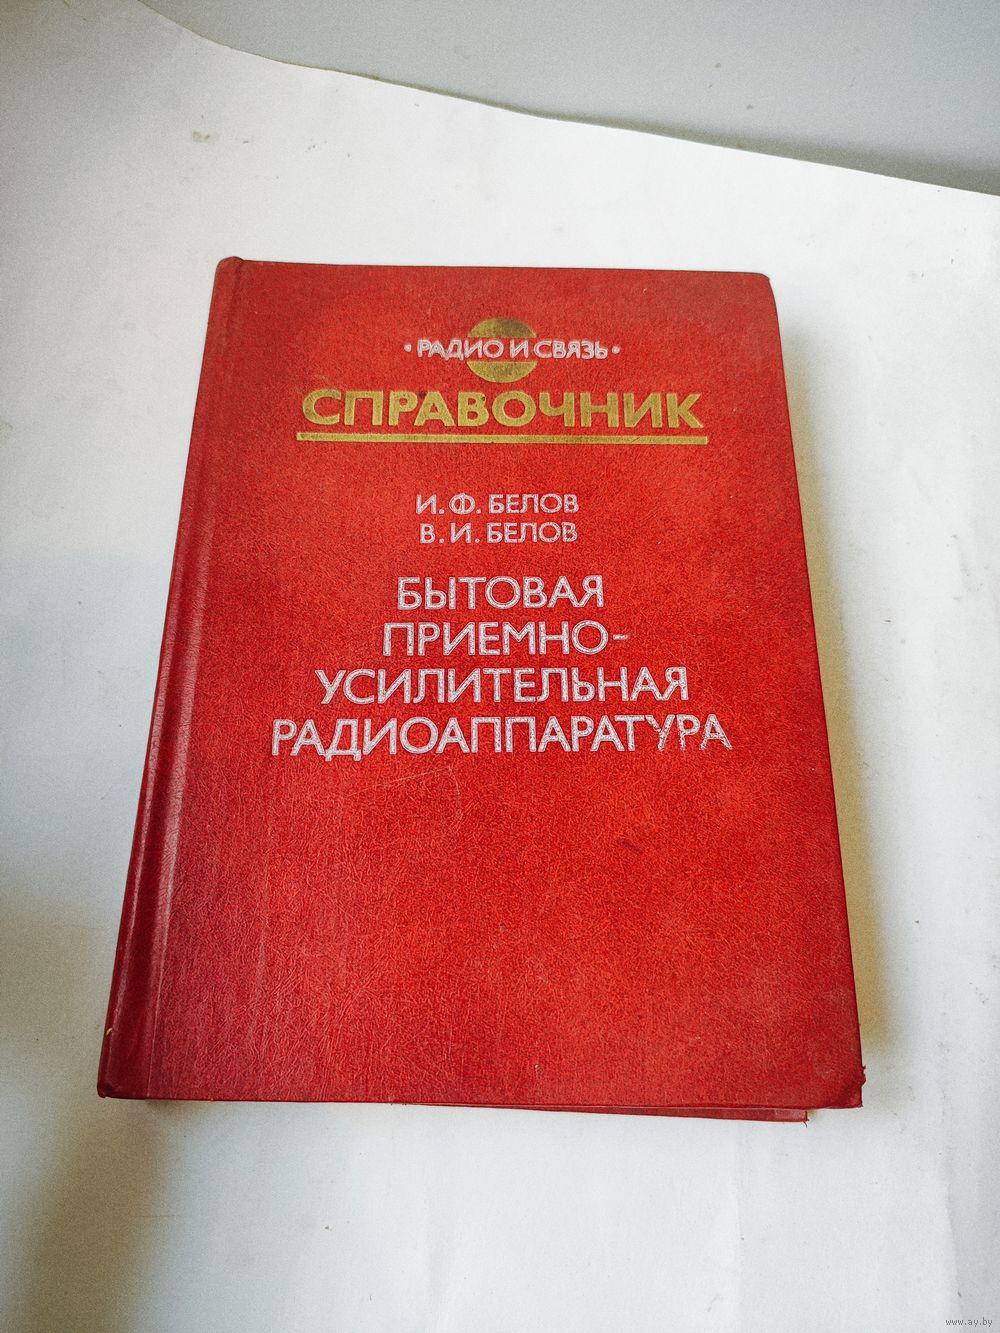 • РАДИО И СВЯЗЬ •
СПРАВОЧНИК
И. Ф. БЕЛОВ
В. И. БЕЛОВ
БЫТОВАЯ
ПРИЕМНО-
УСИЛИТЕЛЬНАЯ
РАДИОАППАРАТУРА
www.ay.by